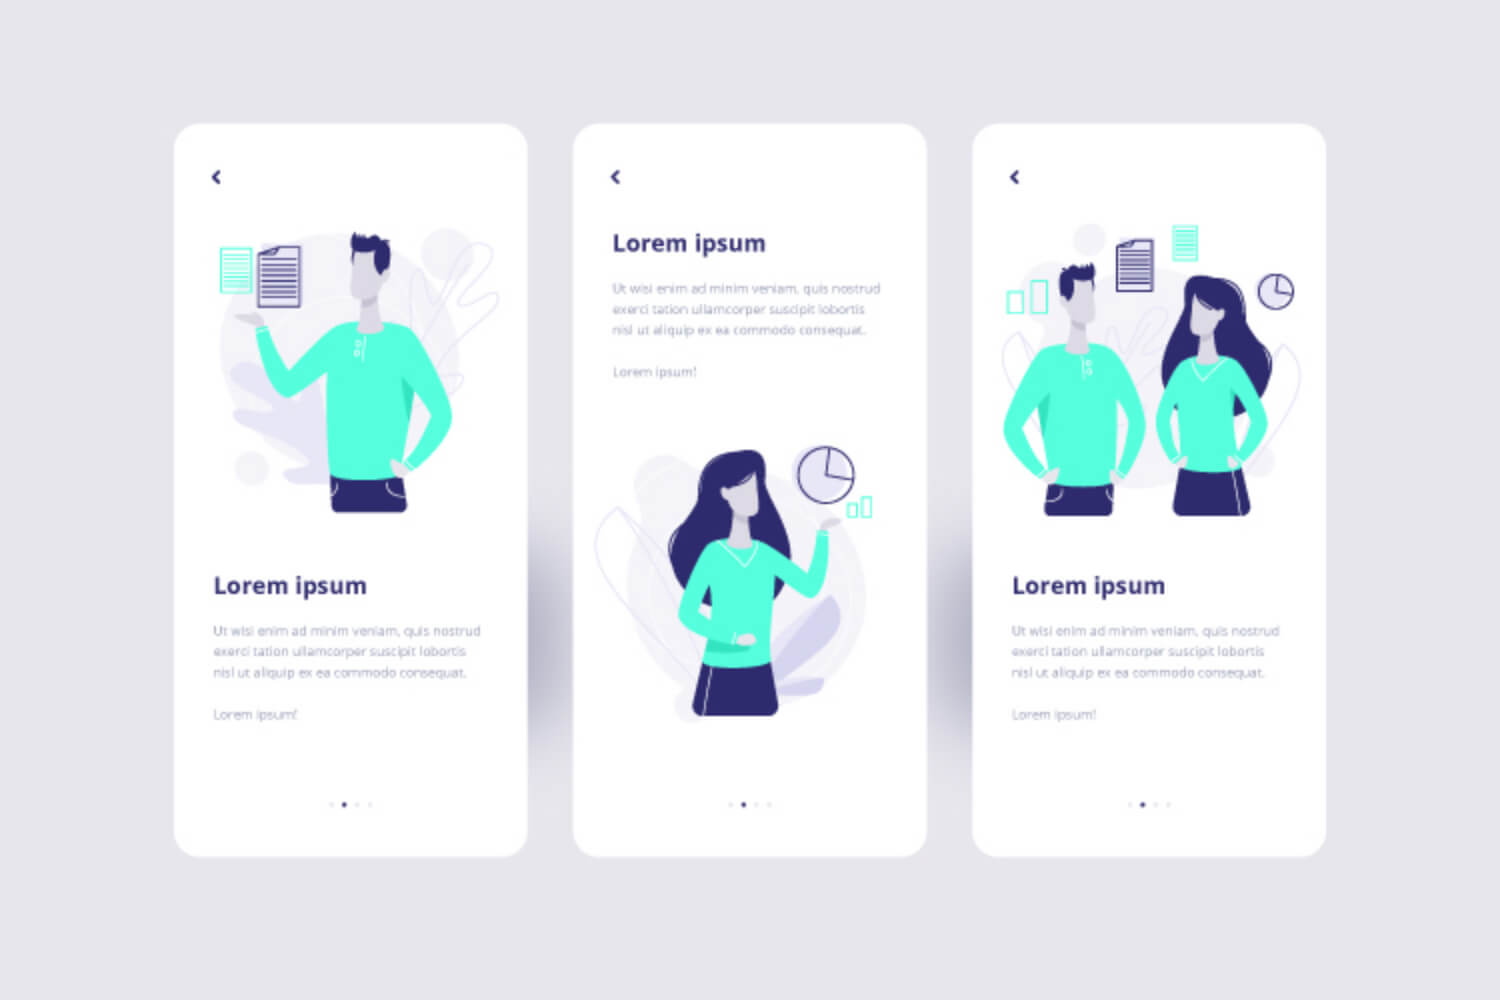 Lorem ipsum
Ut wisi enim ad minim veniam, quis nostrud
exerci tation ullamcorper suscipit lobortis
nisl ut aliquip ex ea commodo consequat.
Lorem ipsum!
Lorem ipsum
Ut wisi enim ad minim veniam, quis nostrud
exerci tation ullamcorper suscipit lobortis
nisl ut aliquip ex ea commodo consequat.
Lorem ipsum!
Lorem ipsum
Ut wisi enim ad minim veniam, quis nostrud
exerci tation ullamcorper suscipit lobortis
nisl ut aliquip ex ea commodo consequat.
Lorem ipsum!